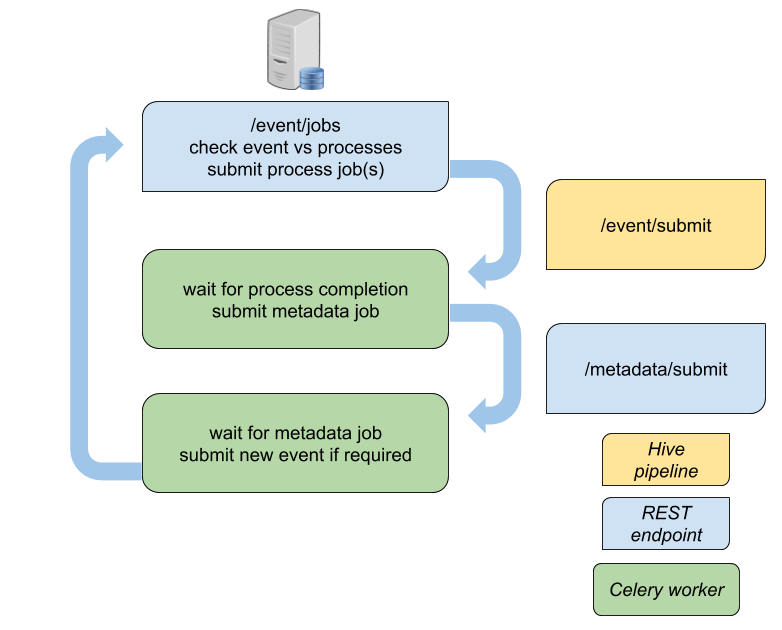 /event/jobs
check event vs processes
submit process job(s)
/event/submit
wait for process completion
submit metadata job
/metadata/submit
wait for metadata job
submit new event if required
Hive
pipeline
REST
endpoint
Celery worker